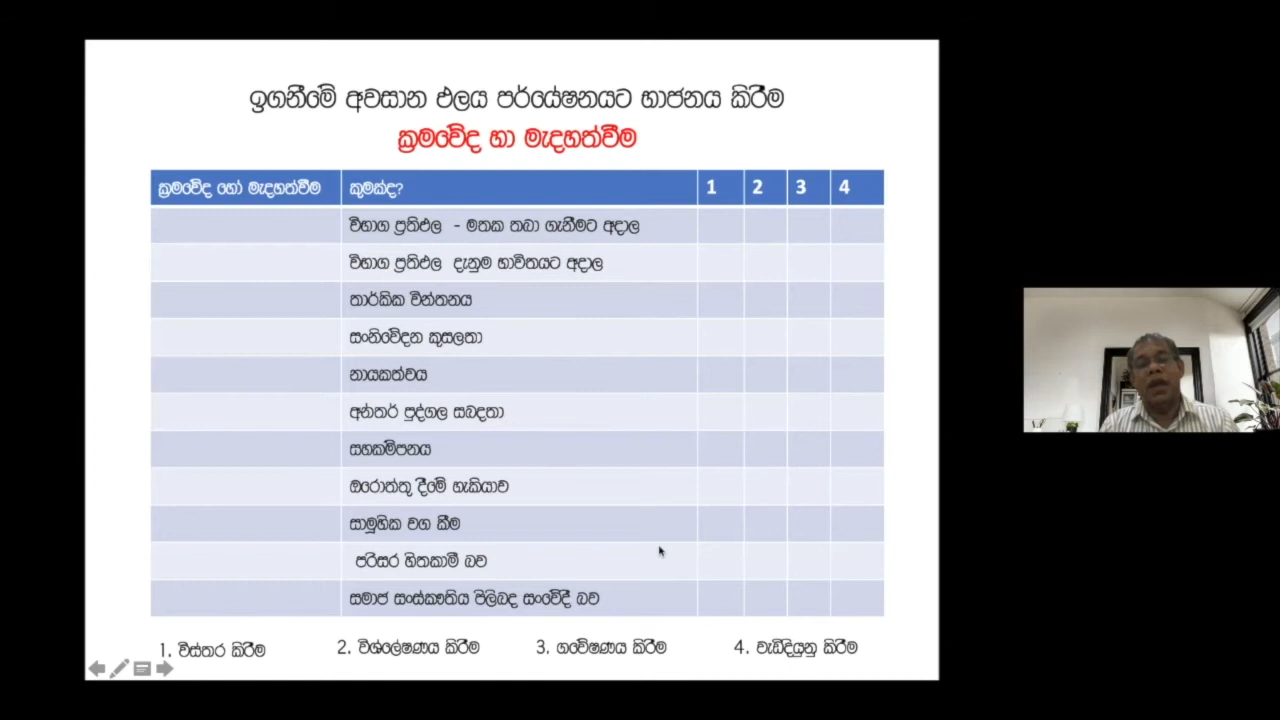 ඉගනීමේ අවසාන ඵලය පර්යේෂනයට භාජනය කිරීම
ක්‍රමවේද හා මැදහත්වීම
ක්‍රමවේද හෝ මැදහත්වීම කුමක්ද? 1 2 3 4
විභාග ප්‍රතිඵල - මතක තබා ගැනීමට අදාල
විභාග ප්‍රතිඵල දැනුම භාවිතයට අදාල
තාර්කික චින්තනය
සංනිවේදන කුසලතා
නායකත්වය
අන්තර් පුද්ගල සබදතා
සහකම්පනය
ඔරොත්තු දීමේ හැකියාව
සාමූහික වග කීම
පරිසර හිතකාමී බව
සමාජ සංස්කෘතිය පිලිබද සංවේදී බව
1. විස්තර කිරීම 2. විශ්ලේෂණය කිරීම 3. ගවේෂණය කිරීම 4. වැඩිදියුනු කිරීම